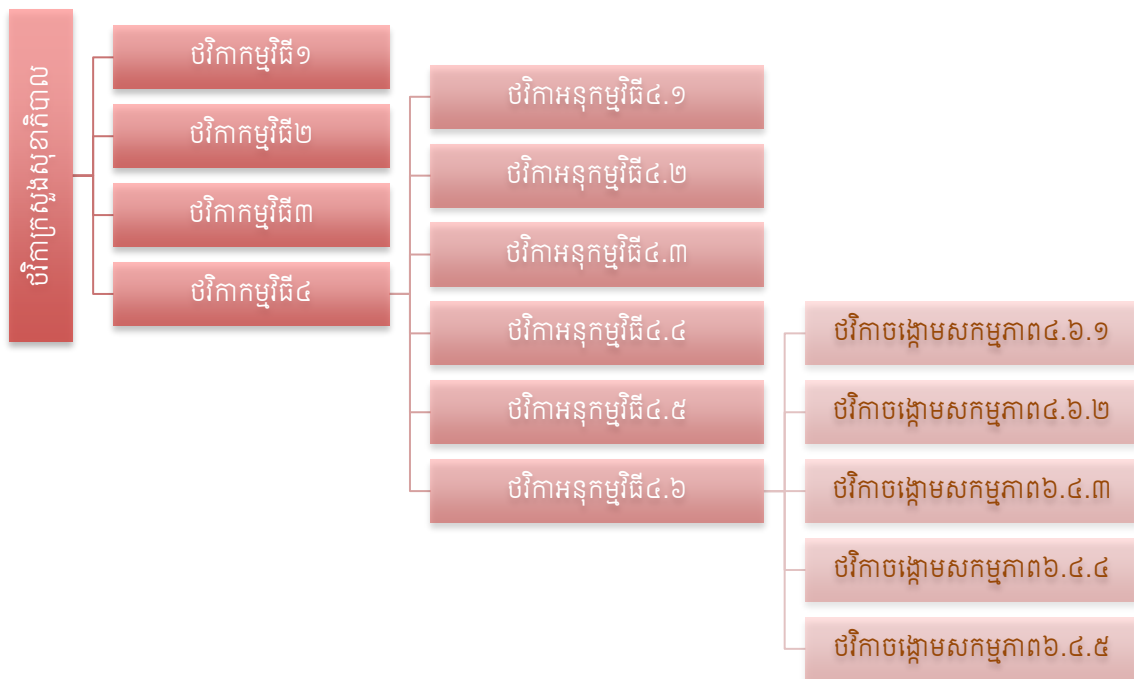 ថវិកាក្រសួងសុខាភិបាល
ថវិកាកម្មវិធី១
ថវិកាកម្មវិធី២
ថវិកាកម្មវិធី៣
ថវិកាកម្មវិធី៤
ថវិកាអនុកម្មវិធី៤.១
ថវិកាអនុកម្មវិធី៤.២
ថវិកាអនុកម្មវិធី៤.៣
ថវិកាអនុកម្មវិធី៤.៤
ថវិកាអនុកម្មវិធី៤.៥
ថវិកាអនុកម្មវិធី៤.៦
ថវិកាចង្កោមសកម្មភាព៤.៦.១
ថវិកាចង្កោមសកម្មភាព៤.៦.២
ថវិកាចង្កោមសកម្មភាព៦.៤.៣
ថវិកាចង្កោមសកម្មភាព៦.៤.៤
ថវិកាចង្កោមសកម្មភាព៦.៤.៥